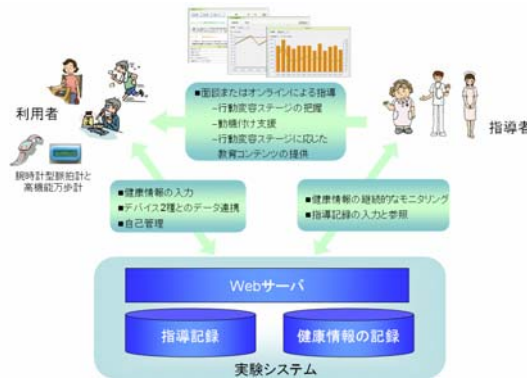 ■面談またはオンラインによる指導
−行動変容ステージの把握
−動機付け支援
−行動変容ステージに応じた
教育コンテンツの提供
利用者
指導者
腕時計型脈拍計と
高機能万歩計
■健康情報の入力
■デバイス2種とのデータ連携
■自己管理
■健康情報の継続的なモニタリング
■指導記録の入力と参照
Webサーバ
指導記録
健康情報の記録
実験システム